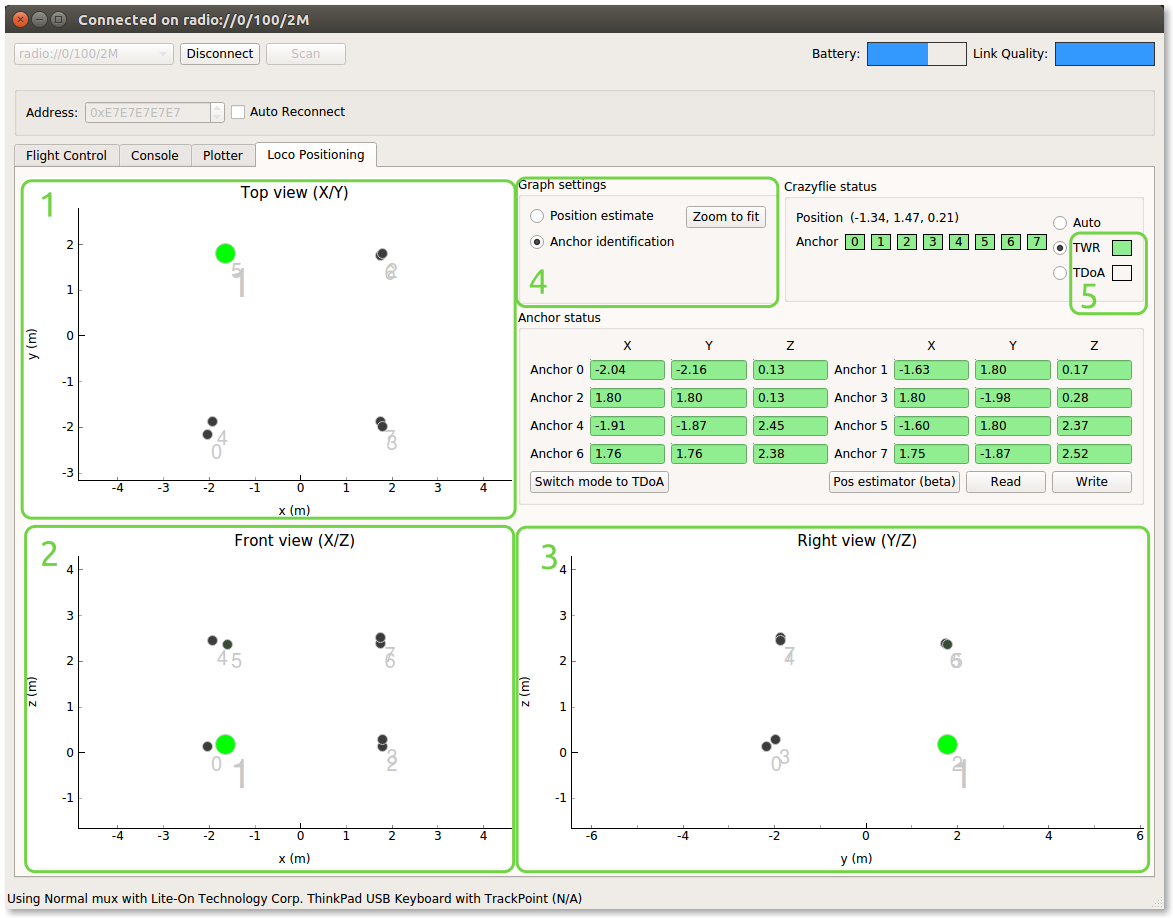 Connected on radio://0/100/2M
radio://0/100/2M Disconnect Scan Battery: Link Quality:
Address: 0xE7E7E7E7E7 Auto Reconnect
Flight Control Console Plotter Loco Positioning
1
Top view (X/Y)
2
1
0
-1
-2
-3
y (m)
5
1
6
2
4
0
7
3
-4 -3 -2 -1 0 1 2 3 4
x (m)
Graph settings
Position estimate Zoom to fit
Anchor identification
4
Crazyflie status
Position (-1.34, 1.47, 0.21)
Anchor 0 1 2 3 4 5 6 7
Auto
TWR
TDoA
5
Anchor status
X Y Z X Y Z
Anchor 0 -2.04 -2.16 0.13 Anchor 1 -1.63 1.80 0.17
Anchor 2 1.80 1.80 0.13 Anchor 3 1.80 -1.98 0.28
Anchor 4 -1.91 -1.87 2.45 Anchor 5 -1.60 1.80 2.37
Anchor 6 1.76 1.76 2.38 Anchor 7 1.75 -1.87 2.52
Switch mode to TDoA Pos estimator (beta) Read Write
2
Front view (X/Z)
4
3
2
1
0
-1
z (m)
4 5
7
6
0 1
3
2
-4 -3 -2 -1 0 1 2 3 4
x (m)
3
Right view (Y/Z)
4
3
2
1
0
-1
z (m)
7
4
6 5
0 3
2
1
-6 -4 -2 0 2 4 6
y (m)
Using Normal mux with Lite-On Technology Corp. ThinkPad USB Keyboard with TrackPoint (N/A)